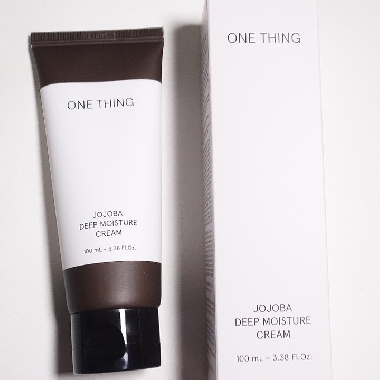 ONE THING
JOJOBA
DEEP MOISTURE
CREAM
100 mL - 3.38 Fl.Oz.
ONE THING
JOJOBA
DEEP MOISTURE
CREAM
100 mL - 3.38 Fl.Oz.